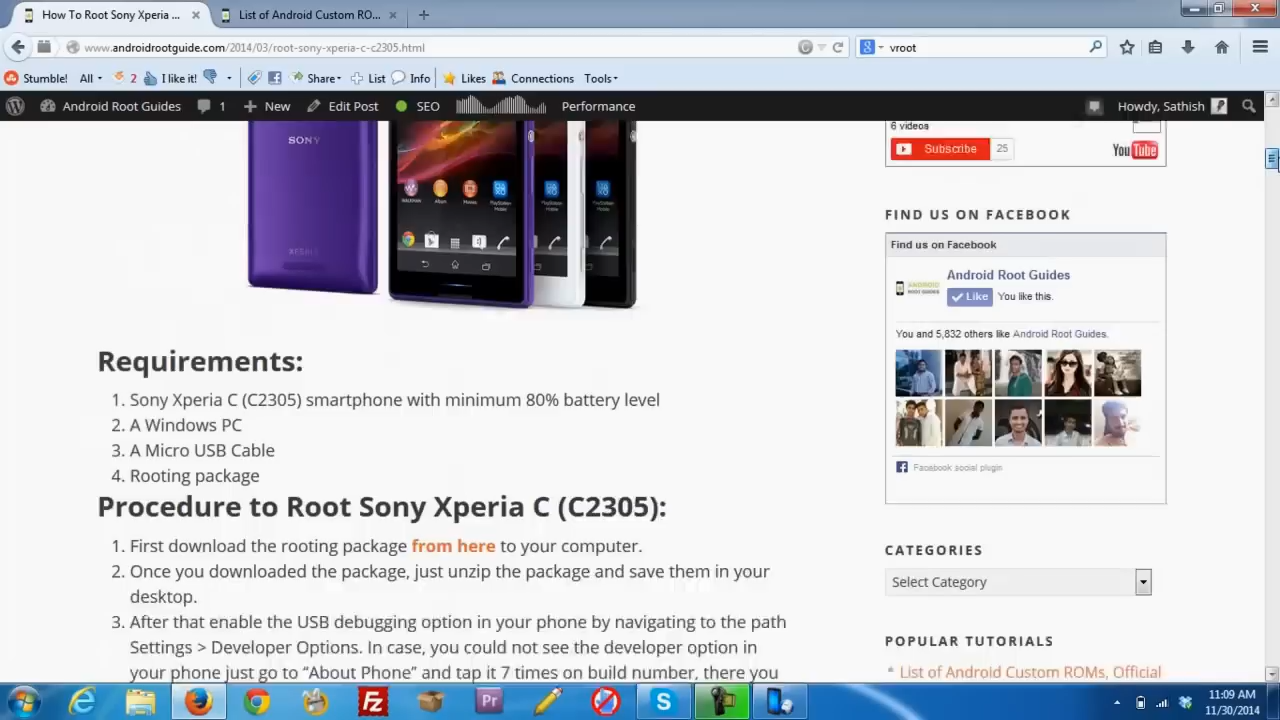 How To Root Sony Xperia ...
List of Android Custom RO...
www.androidrootguide.com/2014/03/root-sony-xperia-c-c2305.html
vroot
Stumble! All 2 I like it! Share List Info Likes Connections Tools
Android Root Guides 1 New Edit Post SEO Performance Howdy, Sathish
SONY
XPERIA
Requirements:
1. Sony Xperia C (C2305) smartphone with minimum 80% battery level
2. A Windows PC
3. A Micro USB Cable
4. Rooting package
Procedure to Root Sony Xperia C (C2305):
1. First download the rooting package from here to your computer.
2. Once you downloaded the package, just unzip the package and save them in your
desktop.
3. After that enable the USB debugging option in your phone by navigating to the path
Settings > Developer Options. In case, you could not see the developer option in
your phone just go to “About Phone” and tap it 7 times on build number, there you
6 videos
Subscribe 25 YouTube
FIND US ON FACEBOOK
Find us on Facebook
Android Root Guides
Like You like this.
You and 5,832 others like Android Root Guides.
Facebook social plugin
CATEGORIES
Select Category
POPULAR TUTORIALS
List of Android Custom ROMs, Official
11:09 AM
11/30/2014